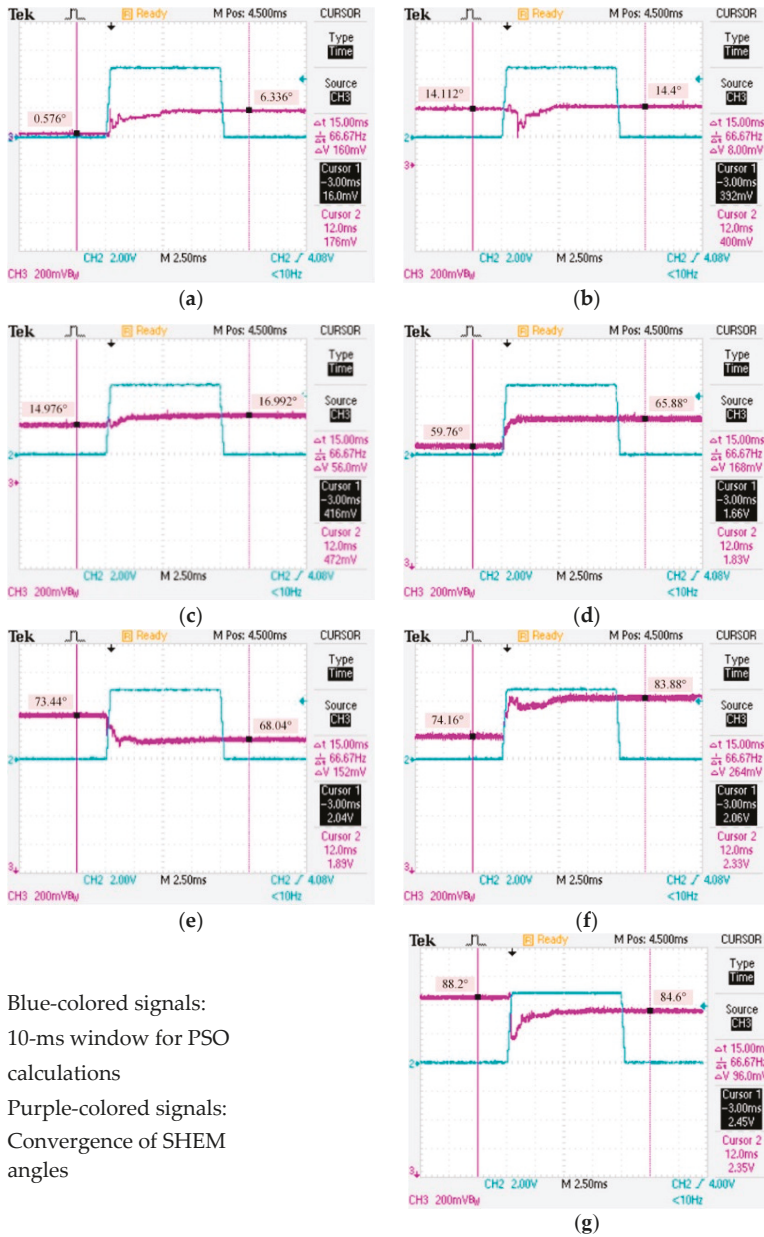 Tek Ready M Pos: 4.500ms CURSOR
Type
Time
Source
CH3
0.576°
6.336°
3
Δt 15.00ms
1/Δt 66.67Hz
ΔV 160mV
Cursor 1
-3.00ms
16.0mV
Cursor 2
12.0ms
176mV
CH2 2.00V M 2.50ms CH2 / 4.08V
CH3 200mVBW <10Hz
(a)
Tek Ready M Pos: 4.500ms CURSOR
Type
Time
Source
CH3
14.112°
14.4°
2
3
Δt 15.00ms
1/Δt 66.67Hz
ΔV 8.00mV
Cursor 1
-3.00ms
392mV
Cursor 2
12.0ms
400mV
CH2 2.00V M 2.50ms CH2 / 4.08V
CH3 200mVBW <10Hz
(b)
Tek Ready M Pos: 4.500ms CURSOR
Type
Time
Source
CH3
14.976°
16.992°
2
3
Δt 15.00ms
1/Δt 66.67Hz
ΔV 56.0mV
Cursor 1
-3.00ms
416mV
Cursor 2
12.0ms
472mV
CH2 2.00V M 2.50ms CH2 / 4.08V
CH3 200mVBW <10Hz
(c)
Tek Ready M Pos: 4.500ms CURSOR
Type
Time
Source
CH3
59.76°
65.88°
2
3
Δt 15.00ms
1/Δt 66.67Hz
ΔV 168mV
Cursor 1
-3.00ms
1.66V
Cursor 2
12.0ms
1.83V
CH2 2.00V M 2.50ms CH2 / 4.08V
CH3 200mVBW <10Hz
(d)
Tek Ready M Pos: 4.500ms CURSOR
Type
Time
Source
CH3
73.44°
68.04°
2
3
Δt 15.00ms
1/Δt 66.67Hz
ΔV 152mV
Cursor 1
-3.00ms
2.04V
Cursor 2
12.0ms
1.89V
CH2 2.00V M 2.50ms CH2 / 4.08V
CH3 200mVBW <10Hz
(e)
Tek Ready M Pos: 4.500ms CURSOR
Type
Time
Source
CH3
74.16°
83.88°
2
3
Δt 15.00ms
1/Δt 66.67Hz
ΔV 264mV
Cursor 1
-3.00ms
2.06V
Cursor 2
12.0ms
2.33V
CH2 2.00V M 2.50ms CH2 / 4.08V
CH3 200mVBW <10Hz
(f)
Blue-colored signals:
10-ms window for PSO
calculations
Purple-colored signals:
Convergence of SHEM
angles
Tek Ready M Pos: 4.500ms CURSOR
Type
Time
Source
CH3
88.2°
84.6°
2
3
Δt 15.00ms
1/Δt 66.67Hz
ΔV 96.0mV
Cursor 1
-3.00ms
2.45V
Cursor 2
12.0ms
2.35V
CH2 2.00V M 2.50ms CH2 / 4.00V
CH3 200mVBW <10Hz
(g)